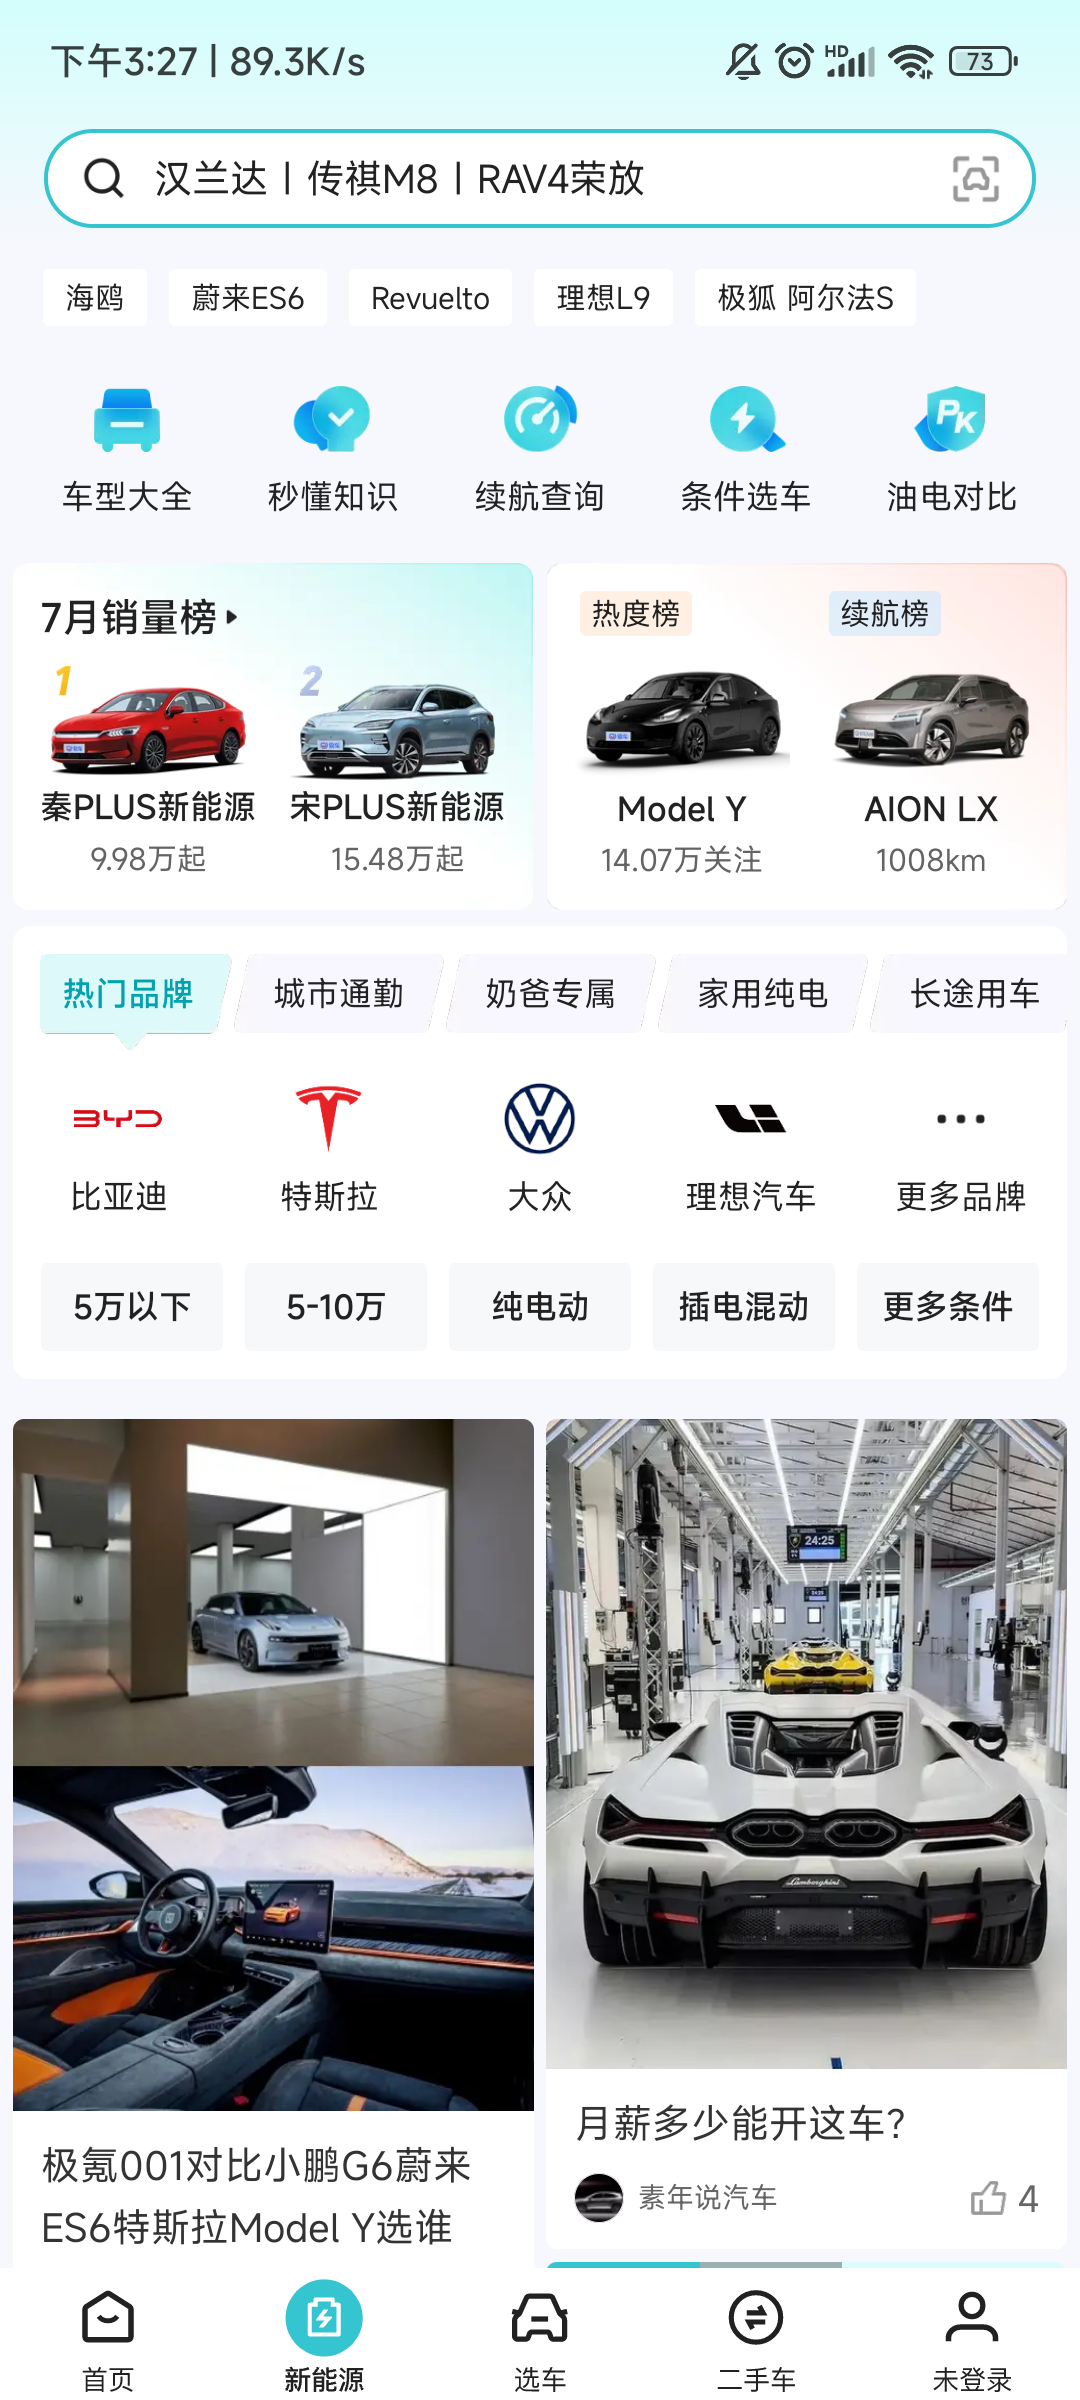 下午3:27 | 89.3K/s
HD
73
汉兰达 | 传祺M8 | RAV4荣放
海鸥
蔚来ES6
Revuelto
理想L9
极狐 阿尔法S
PK
车型大全
秒懂知识
续航查询
条件选车
油电对比
7月销量榜
热度榜
续航榜
1
2
秦PLUS新能源
宋PLUS新能源
Model Y
AION LX
9.98万起
15.48万起
14.07万关注
1008km
热门品牌
城市通勤
奶爸专属
家用纯电
长途用车
BYD
比亚迪
特斯拉
大众
理想汽车
更多品牌
5万以下
5-10万
纯电动
插电混动
更多条件
24:25
Lamborghini
极氪001对比小鹏G6蔚来
ES6特斯拉Model Y选谁
月薪多少能开这车?
素年说汽车
4
首页
新能源
选车
二手车
未登录